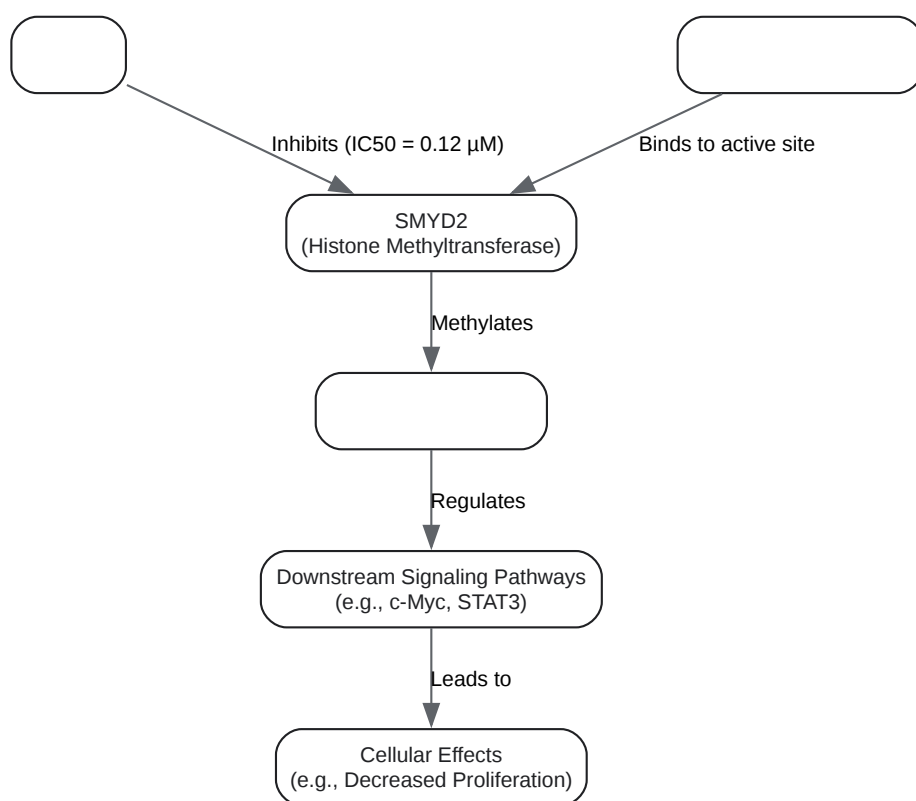 Inhibits (IC50 = 0.12 µM)
Binds to active site
SMYD2
(Histone Methyltransferase)
Methylates
Regulates
Downstream Signaling Pathways
(e.g., c-Myc, STAT3)
Leads to
Cellular Effects
(e.g., Decreased Proliferation)